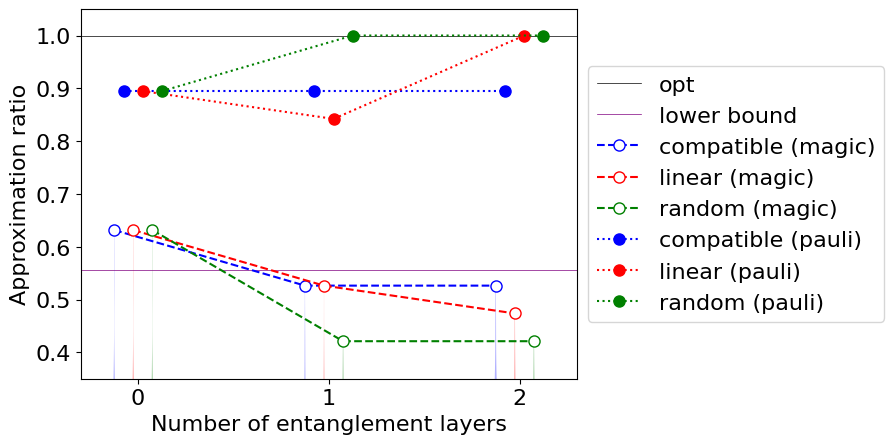 1.0
0.9
0.8
0.7
0.6
0.5
0.4
Approximation ratio
0 1 2
Number of entanglement layers
opt
lower bound
compatible (magic)
linear (magic)
random (magic)
compatible (pauli)
linear (pauli)
random (pauli)